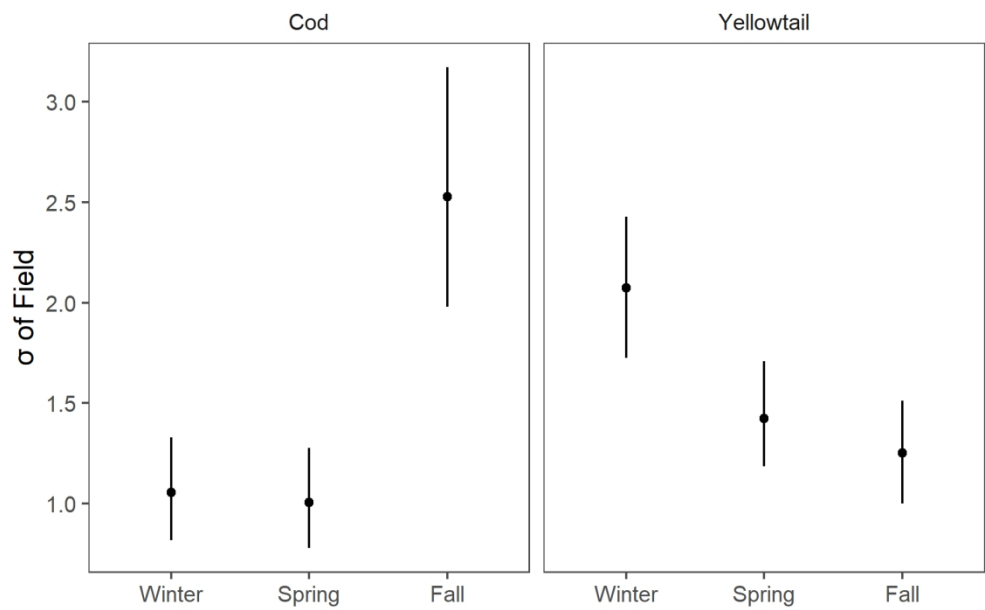 Cod
Yellowtail
σ of Field
3.0
2.5
2.0
1.5
1.0
Winter Spring Fall
Winter Spring Fall